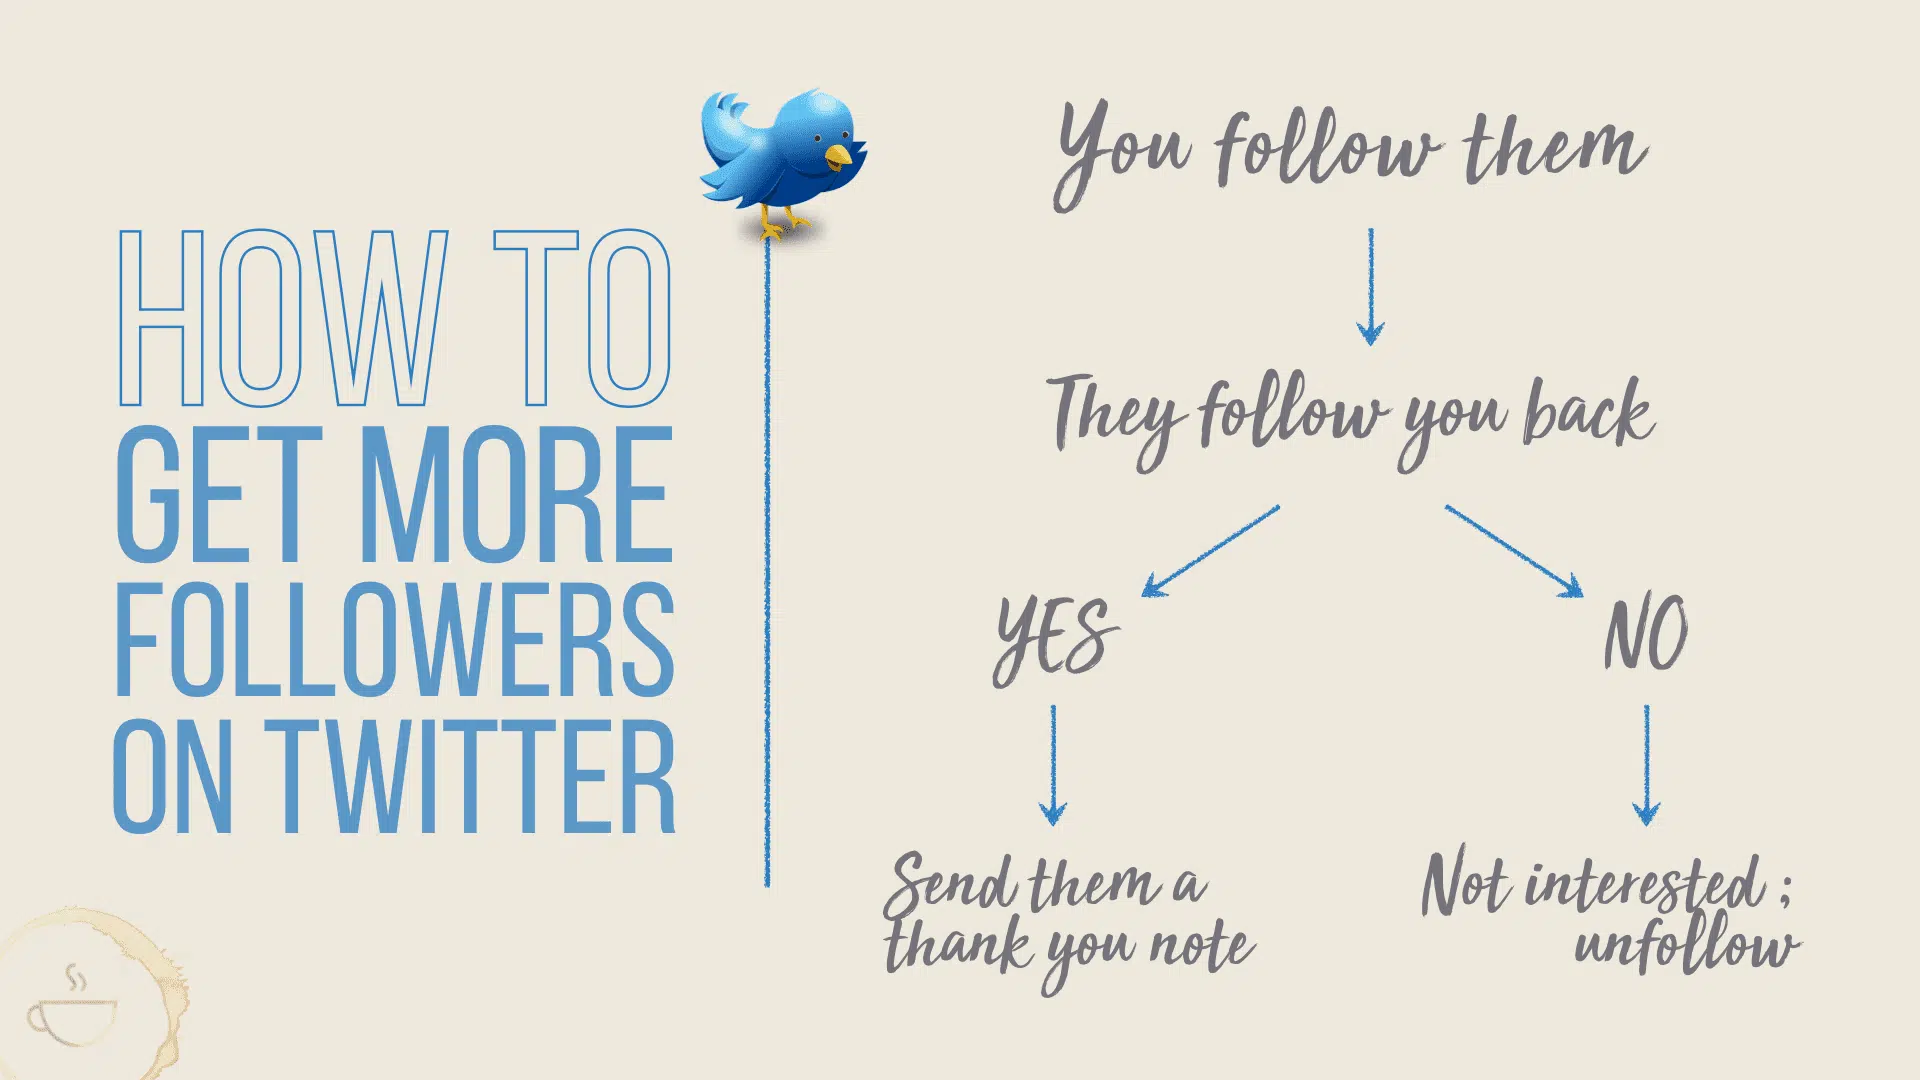 HOW TO
GET MORE
FOLLOWERS
ON TWITTER
You follow them
They follow you back
YES
NO
Send them a
thank you note
Not interested ;
unfollow